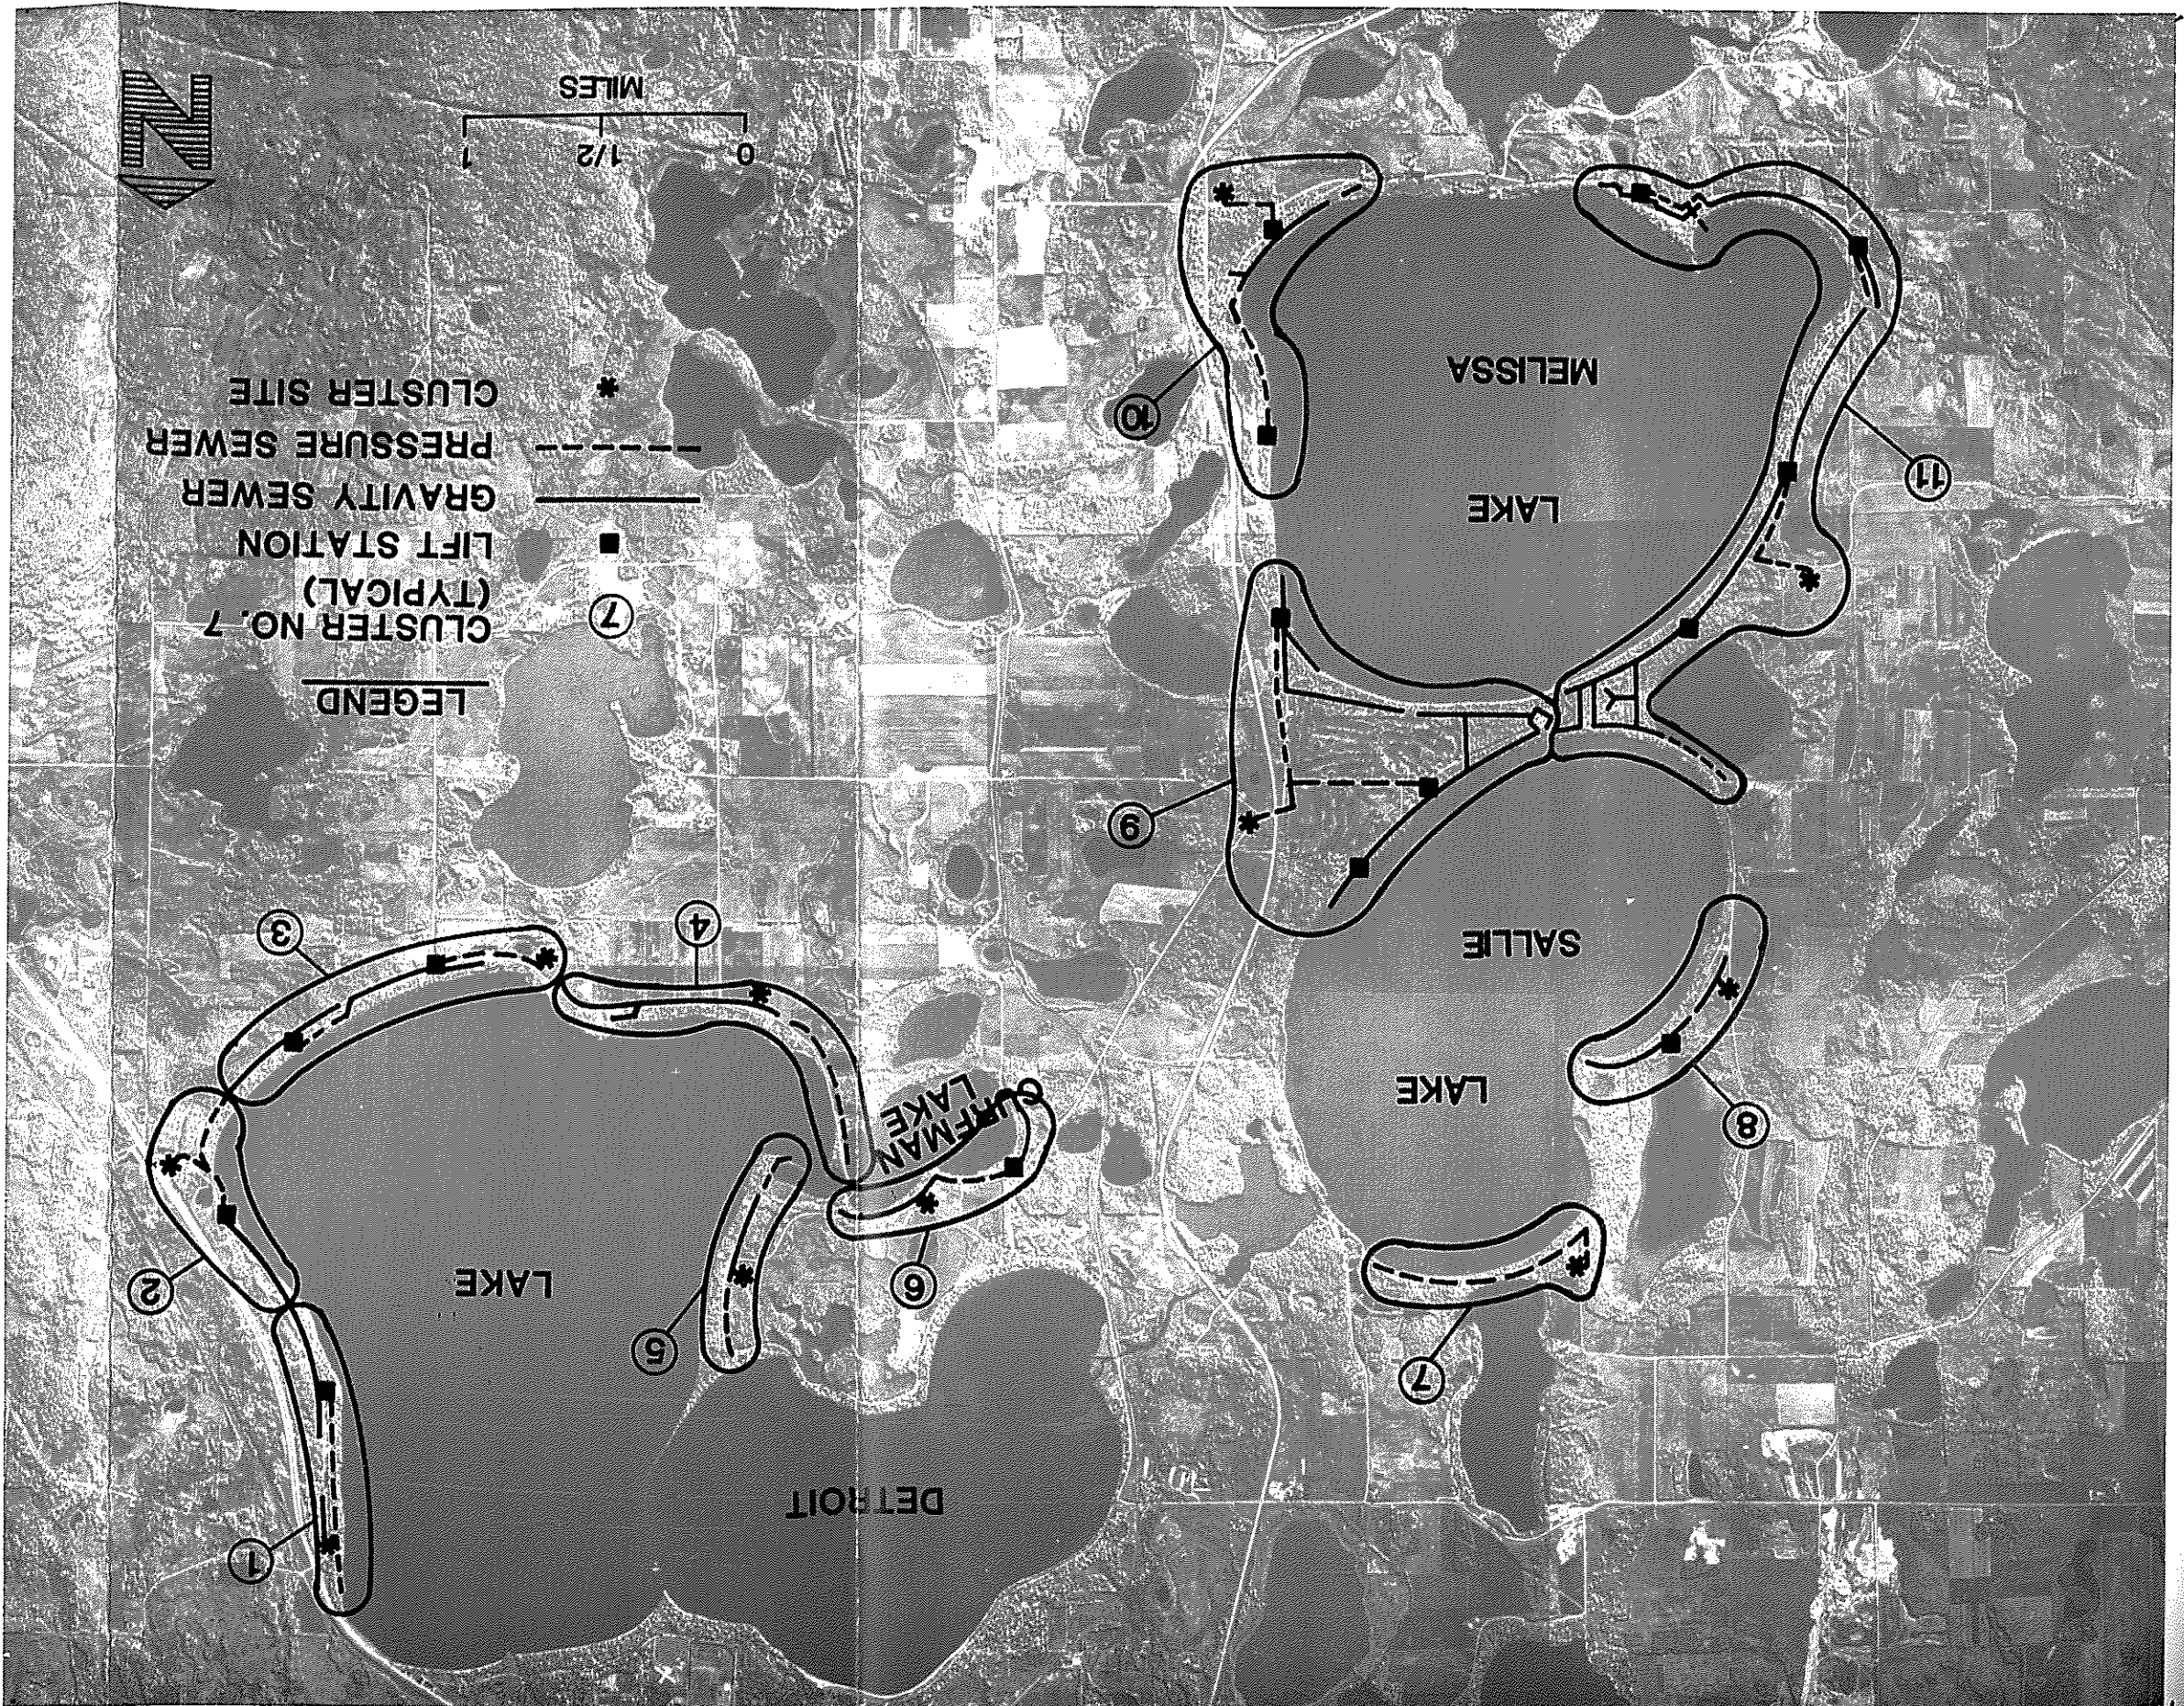 DETROIT
LAKE
1
2
3
4
5
6
CURFMAN
LAKE
7
8
LAKE
SALLIE
9
LAKE
MELISSA
10
11
LEGEND
7 CLUSTER NO. 7
(TYPICAL)
LIFT STATION
GRAVITY SEWER
PRESSURE SEWER
CLUSTER SITE
0 1/2 1
MILES
N